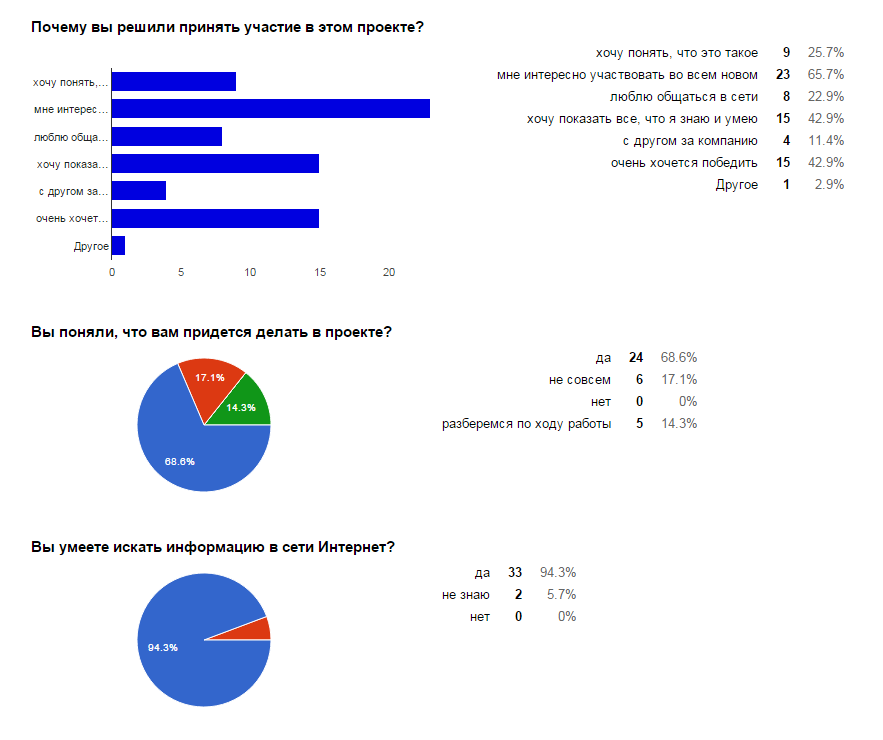 Почему вы решили принять участие в этом проекте?
хочу понять,...
мне интерес...
люблю обща...
хочу показа...
с другом за...
очень хочет...
Другое
0 5 10 15 20
хочу понять, что это такое 9 25.7%
мне интересно участвовать во всем новом 23 65.7%
люблю общаться в сети 8 22.9%
хочу показать все, что я знаю и умею 15 42.9%
с другом за компанию 4 11.4%
очень хочется победить 15 42.9%
Другое 1 2.9%
Вы поняли, что вам придется делать в проекте?
17.1%
14.3%
68.6%
да 24 68.6%
не совсем 6 17.1%
нет 0 0%
разберемся по ходу работы 5 14.3%
Вы умеете искать информацию в сети Интернет?
94.3%
да 33 94.3%
не знаю 2 5.7%
нет 0 0%